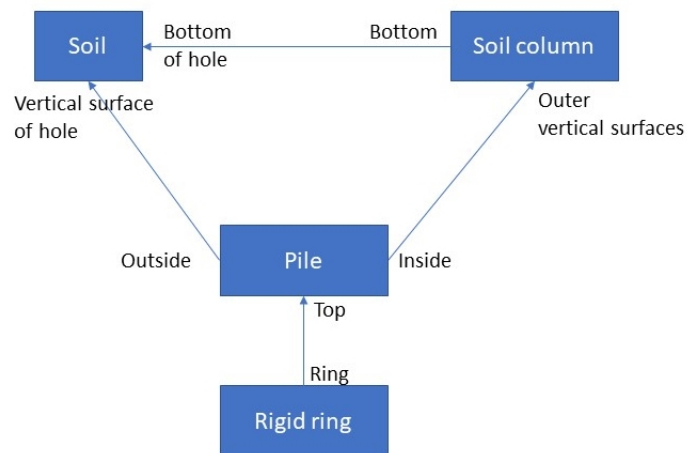 Soil
Bottom
of hole
Bottom
Soil column
Vertical surface
of hole
Outer
vertical surfaces
Outside
Pile
Inside
Top
Ring
Rigid ring